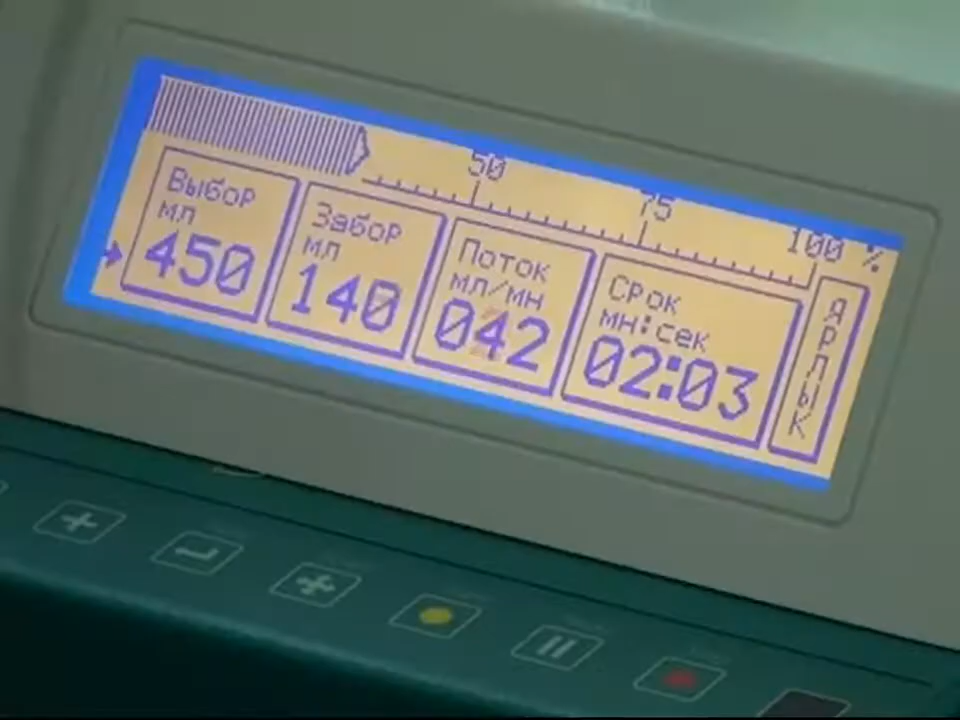 50
75
100 %
Выбор
мл
450
Забор
мл
140
Поток
мл/мн
042
Срок
мн:сек
02:03
Ярлык